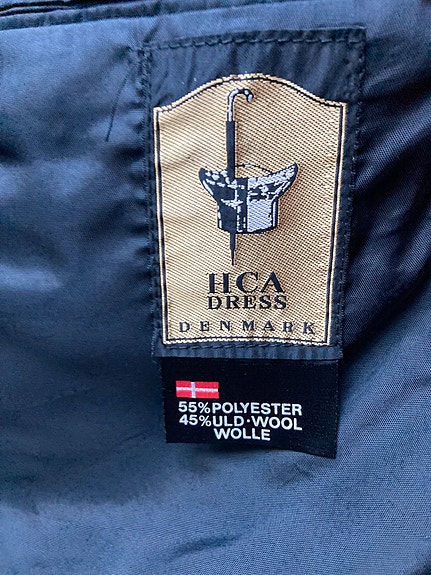 HCA
DRESS
DENMARK
55% POLYESTER
45% ULD·WOOL
WOLLE